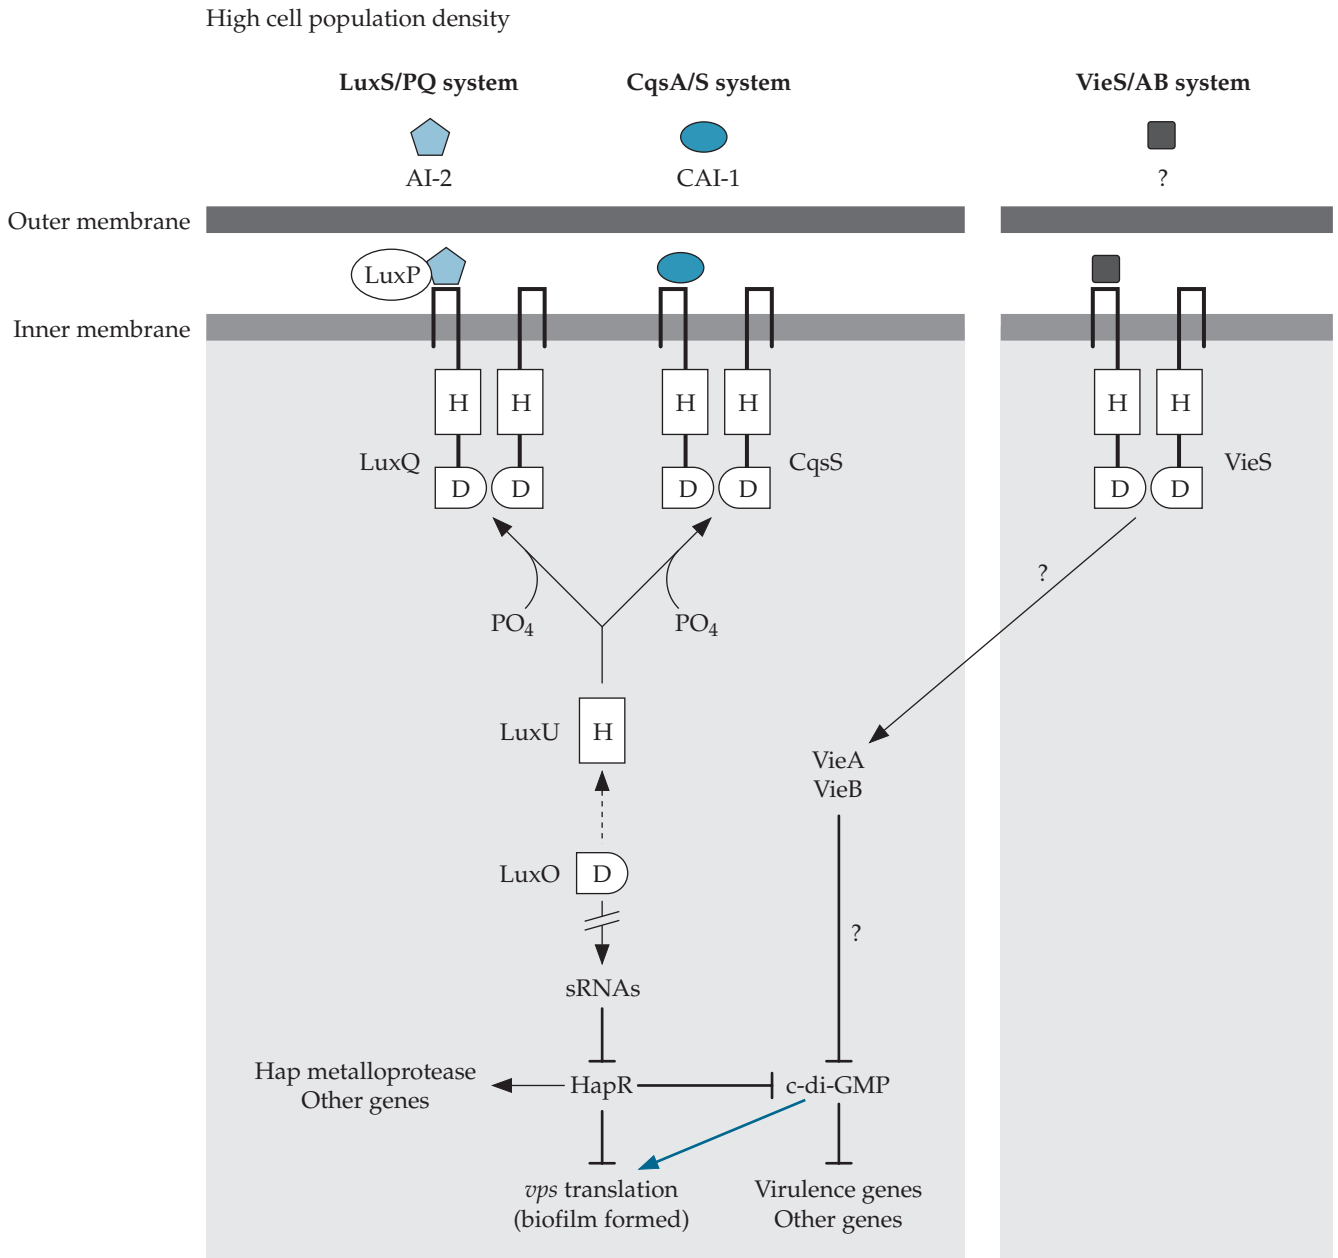 High cell population density
LuxS/PQ system
CqsA/S system
VieS/AB system
AI-2
CAI-1
?
Outer membrane
LuxP
Inner membrane
H
H
H
H
H
H
LuxQ
CqsS
VieS
D
D
D
D
D
D
?
PO4
PO4
LuxU
H
VieA
VieB
LuxO
D
?
sRNAs
Hap metalloprotease
Other genes
HapR
c-di-GMP
vps translation
(biofilm formed)
Virulence genes
Other genes